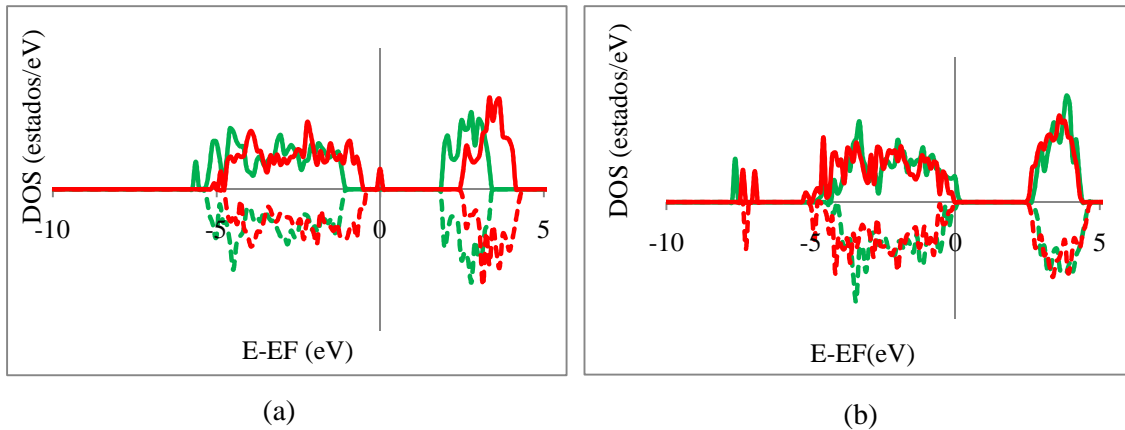 DOS (estados/eV)
-10
-5
0
5
E-EF (eV)
(a)
DOS (estados/eV)
-10
-5
0
5
E-EF(eV)
(b)